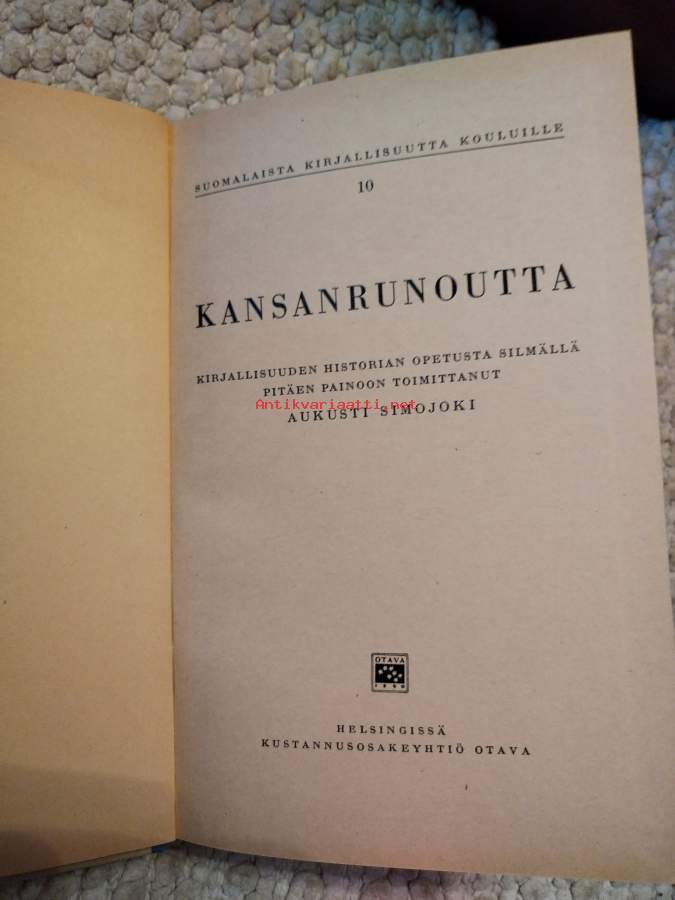 SUOMALAISTA KIRJALLISUUTTA KOULUILLE
10
KANSANRUNOUTTA
KIRJALLISUUDEN HISTORIAN OPETUSTA SILMÄLLÄ
PITÄEN PAINOON TOIMITTANUT
Antikvariaatti.net
AUKUSTI SIMOJOKI
OTAVA
1890
HELSINGISSÄ
KUSTANNUSOSAKEYHTIÖ OTAVA